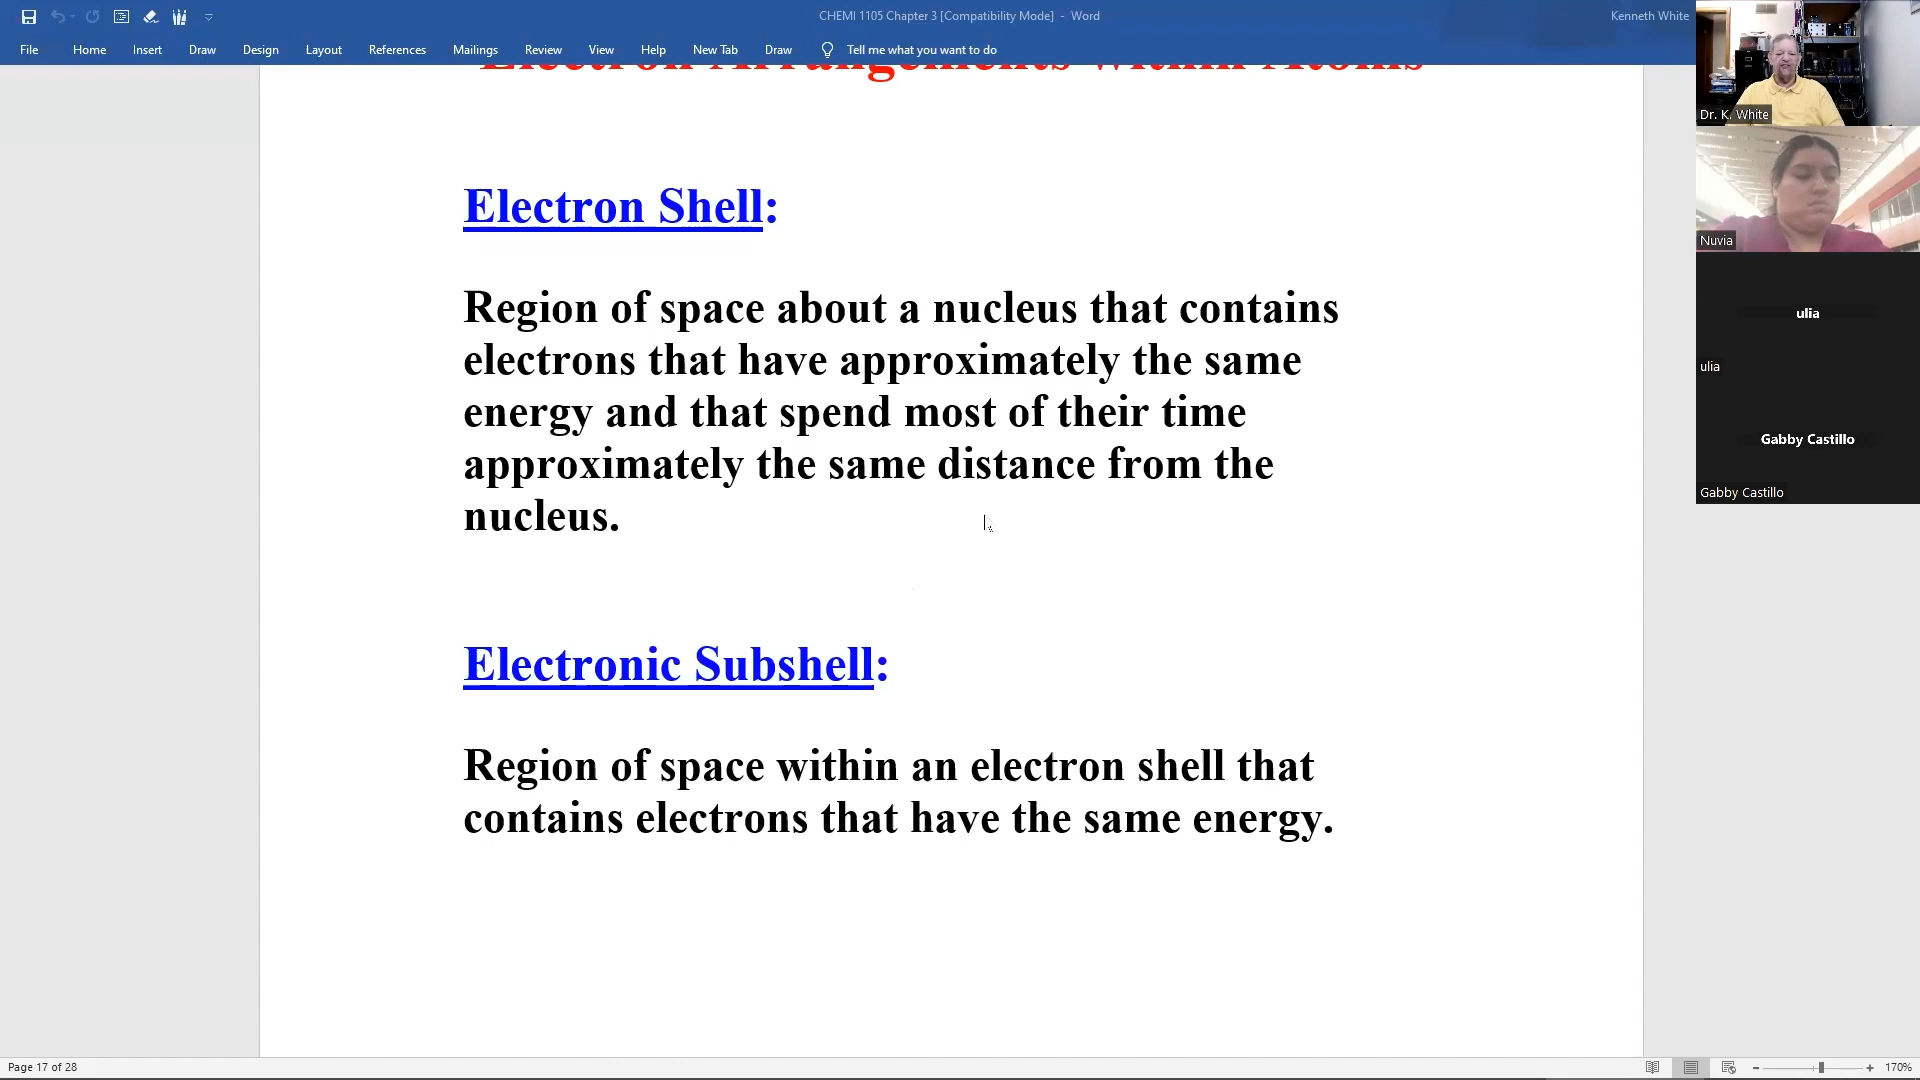 CHEMI 1105 Chapter 3 [Compatibility Mode] - Word
Kenneth White
File Home Insert Draw Design Layout References Mailings Review View Help New Tab Draw Tell me what you want to do
Electron Arrangements within Atoms
Electron Shell:
Region of space about a nucleus that contains
electrons that have approximately the same
energy and that spend most of their time
approximately the same distance from the
nucleus.
Electronic Subshell:
Region of space within an electron shell that
contains electrons that have the same energy.
Dr. K. White
Nuvia
ulia
ulia
Gabby Castillo
Gabby Castillo
Page 17 of 28
170%